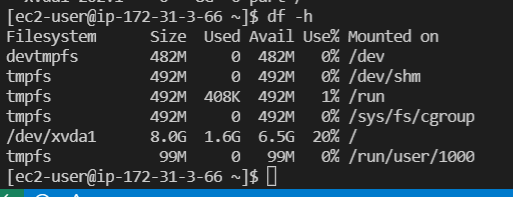 [ec2-user@ip-172-31-3-66 ~]$ df -h
Filesystem      Size  Used Avail Use% Mounted on
devtmpfs        482M     0  482M   0% /dev
tmpfs           492M     0  492M   0% /dev/shm
tmpfs           492M  408K  492M   1% /run
tmpfs           492M     0  492M   0% /sys/fs/cgroup
/dev/xvda1      8.0G  1.6G  6.5G  20% /
tmpfs            99M     0   99M   0% /run/user/1000
[ec2-user@ip-172-31-3-66 ~]$